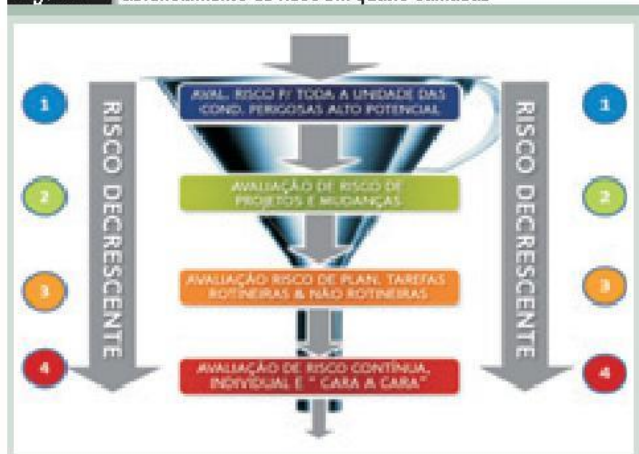 1
AVAL. RISCO P/ TODA A UNIDADE DAS
COND. PERIGOSAS ALTO POTENCIAL
1
RISCO DECRESCENTE
RISCO DECRESCENTE
2
AVALIAÇÃO DE RISCO DE
PROJETOS E MUDANÇAS
2
3
AVALIAÇÃO RISCO DE PLAN. TAREFAS
ROTINEIRAS & NÃO ROTINEIRAS
3
4
AVALIAÇÃO DE RISCO CONTÍNUA,
INDIVIDUAL E " CARA A CARA"
4